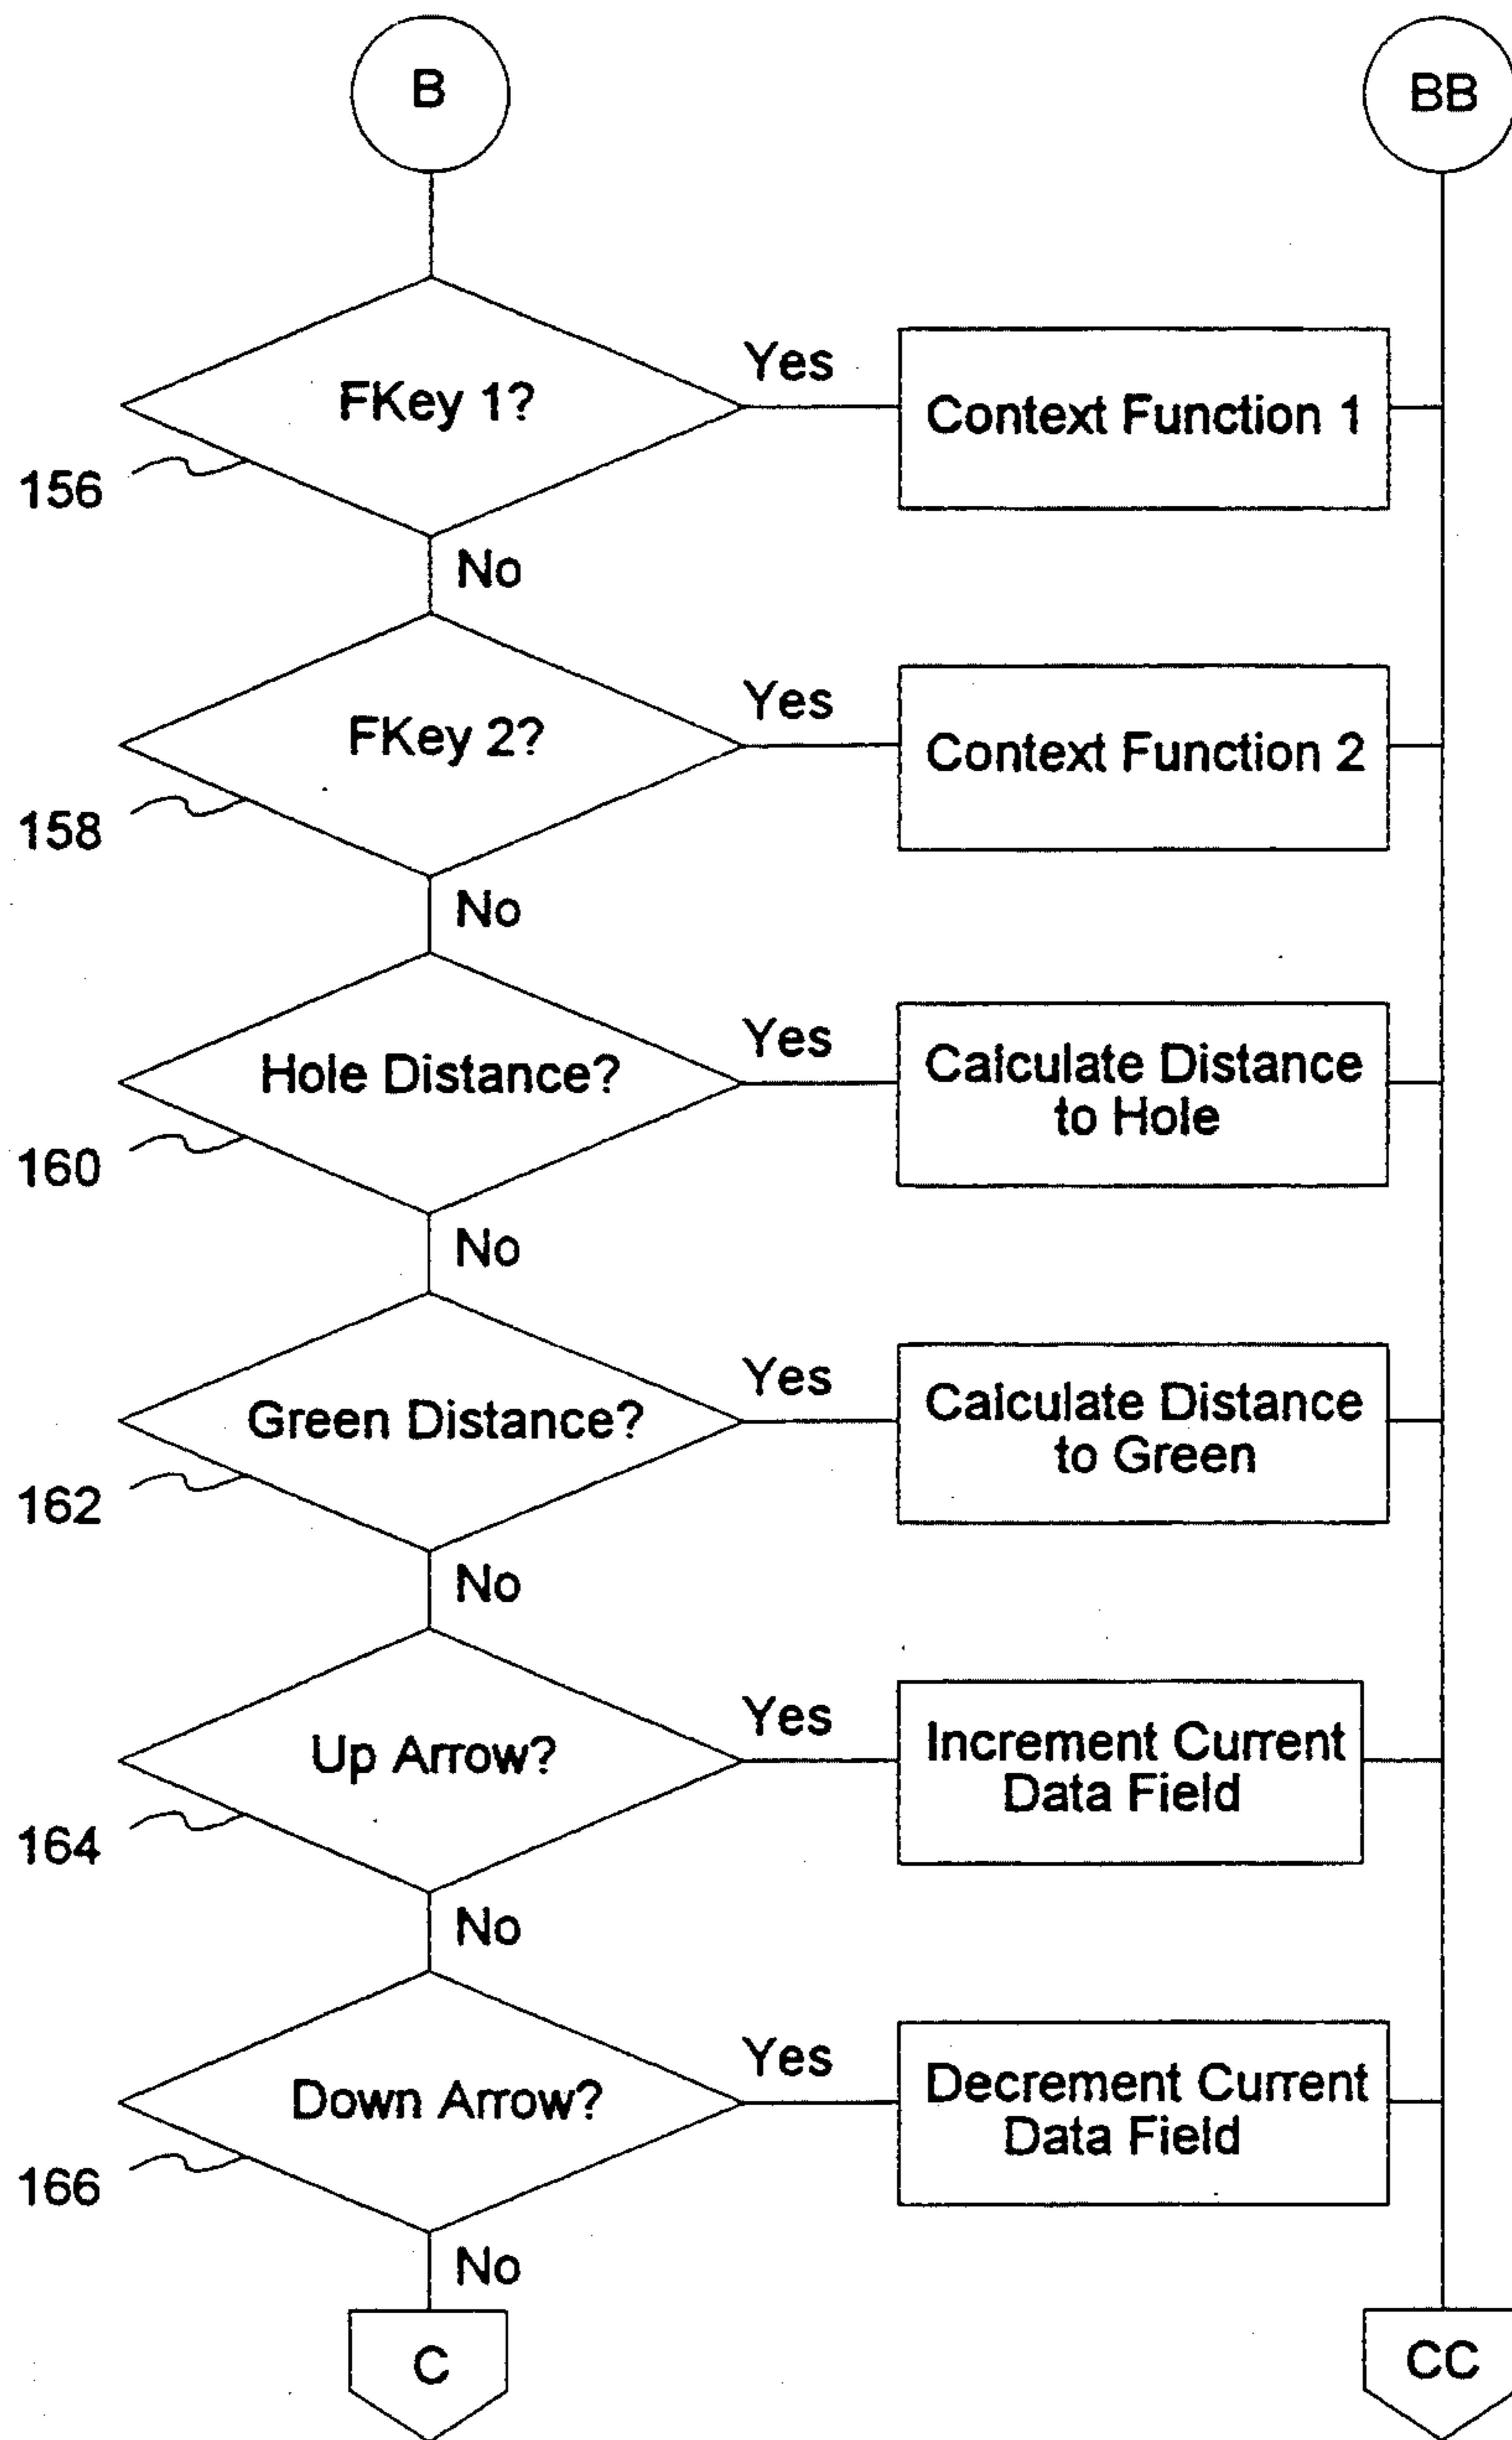 B
BB
FKey 1?
Yes
Context Function 1
156
No
FKey 2?
Yes
Context Function 2
158
No
Hole Distance?
Yes
Calculate Distance
to Hole
160
No
Green Distance?
Yes
Calculate Distance
to Green
162
No
Up Arrow?
Yes
Increment Current
Data Field
164
No
Down Arrow?
Yes
Decrement Current
Data Field
166
No
C
CC